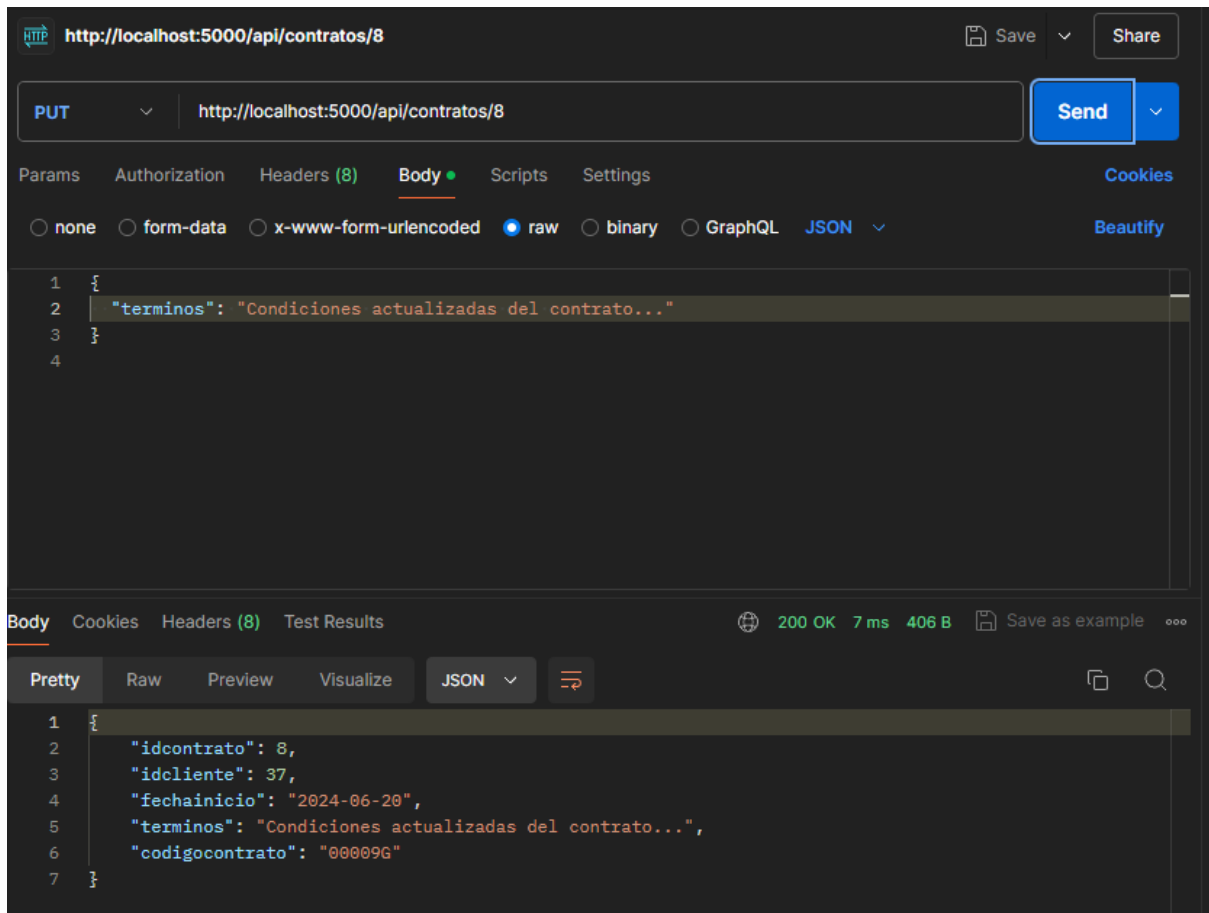 HTTP http://localhost:5000/api/contratos/8 Save Share
PUT http://localhost:5000/api/contratos/8 Send
Params Authorization Headers (8) Body Scripts Settings Cookies
none form-data x-www-form-urlencoded raw binary GraphQL JSON Beautify
1 {
2 "terminos": "Condiciones actualizadas del contrato..."
3 }
4
Body Cookies Headers (8) Test Results 200 OK 7 ms 406 B Save as example
Pretty Raw Preview Visualize JSON
1 {
2 "idcontrato": 8,
3 "idcliente": 37,
4 "fechainicio": "2024-06-20",
5 "terminos": "Condiciones actualizadas del contrato...",
6 "codigocontrato": "00009G"
7 }